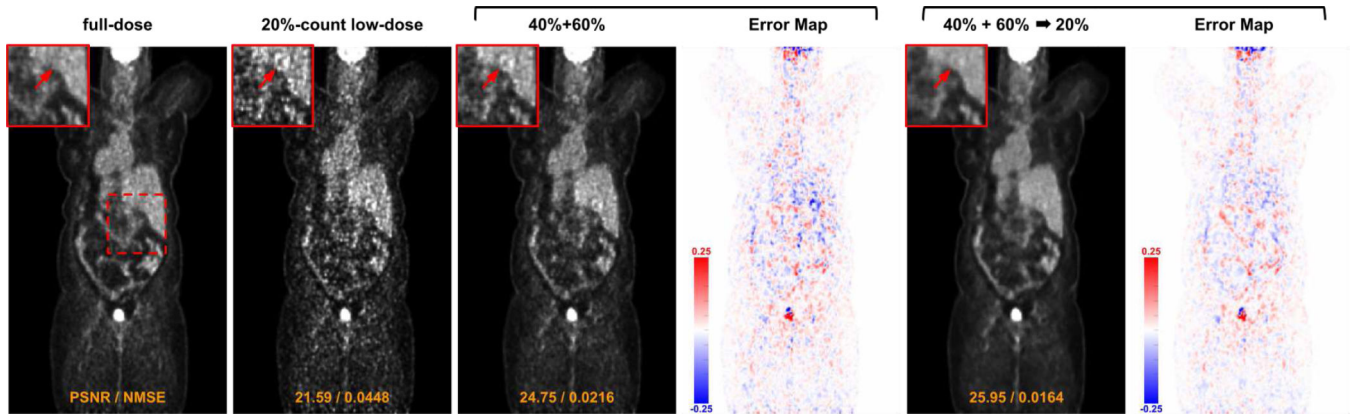 full-dose
20%-count low-dose
40%+60%
Error Map
40% + 60% ➡ 20%
Error Map
0.25
-0.25
0.25
-0.25
PSNR / NMSE
21.59 / 0.0448
24.75 / 0.0216
25.95 / 0.0164